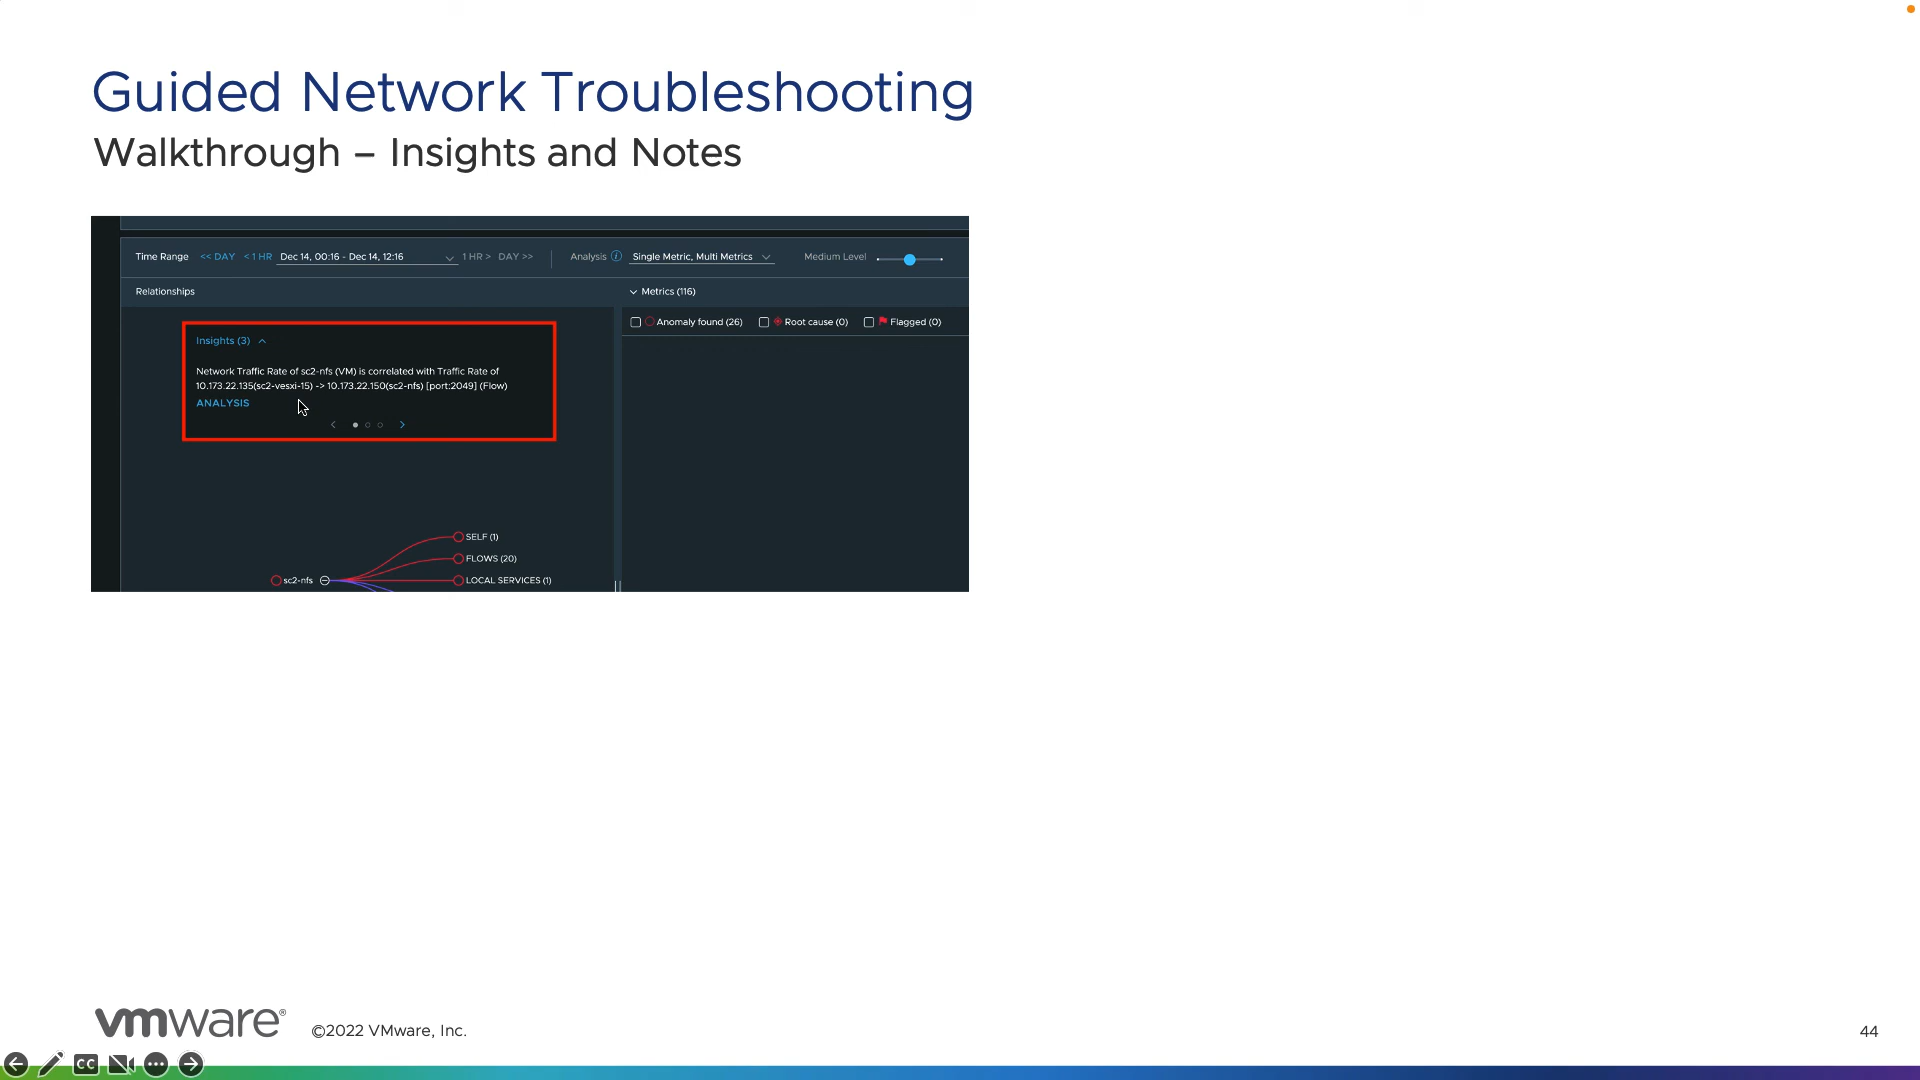 Guided Network Troubleshooting
Walkthrough – Insights and Notes
Time Range << DAY < 1 HR Dec 14, 00:16 - Dec 14, 12:16 1 HR > DAY >> Analysis i Single Metric, Multi Metrics Medium Level
Relationships
Metrics (116)
Anomaly found (26) Root cause (0) Flagged (0)
Insights (3)
Network Traffic Rate of sc2-nfs (VM) is correlated with Traffic Rate of
10.173.22.135(sc2-vesxi-15) -> 10.173.22.150(sc2-nfs) [port:2049] (Flow)
ANALYSIS
SELF (1)
FLOWS (20)
sc2-nfs LOCAL SERVICES (1)
vmware® ©2022 VMware, Inc.
44
CC